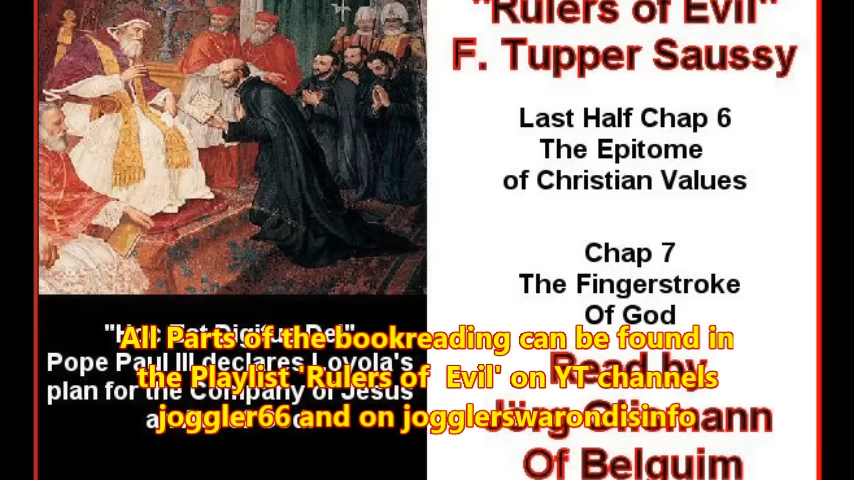 "Rulers of Evil"
F. Tupper Saussy
Last Half Chap 6
The Epitome
of Christian Values
Chap 7
The Fingerstroke
Of God
Read by
Of Belguim
Pope Paul III declares Loyola's
plan for the Company of Jesus
All Parts of the bookreading can be found in
the Playlist 'Rulers of Evil' on YT channels
joggler66 and on jogglerswarondisinfo